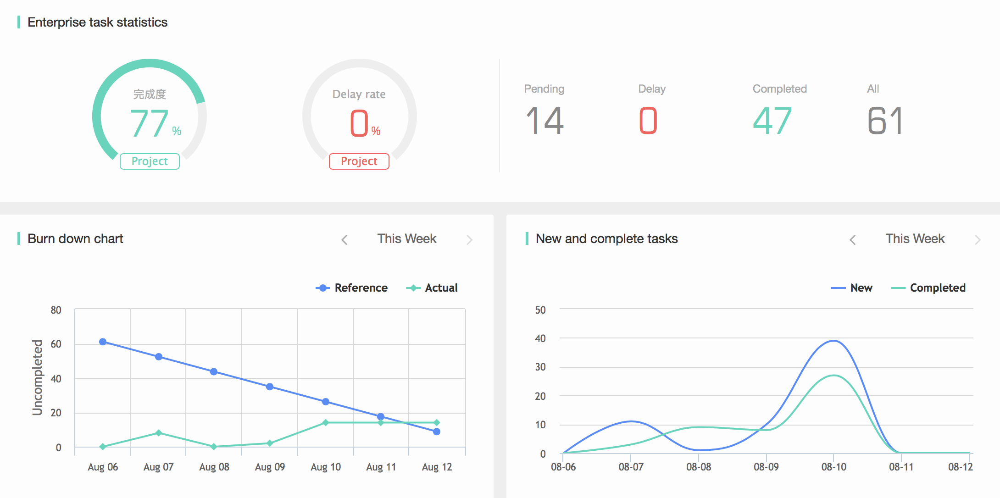 Enterprise task statistics
完成度
77 %
Project
Delay rate
0 %
Project
Pending
14
Delay
0
Completed
47
All
61
Burn down chart
This Week
Reference
Actual
Uncompleted
80
60
40
20
0
Aug 06 Aug 07 Aug 08 Aug 09 Aug 10 Aug 11 Aug 12
New and complete tasks
This Week
New
Completed
50
40
30
20
10
0
08-06 08-07 08-08 08-09 08-10 08-11 08-12